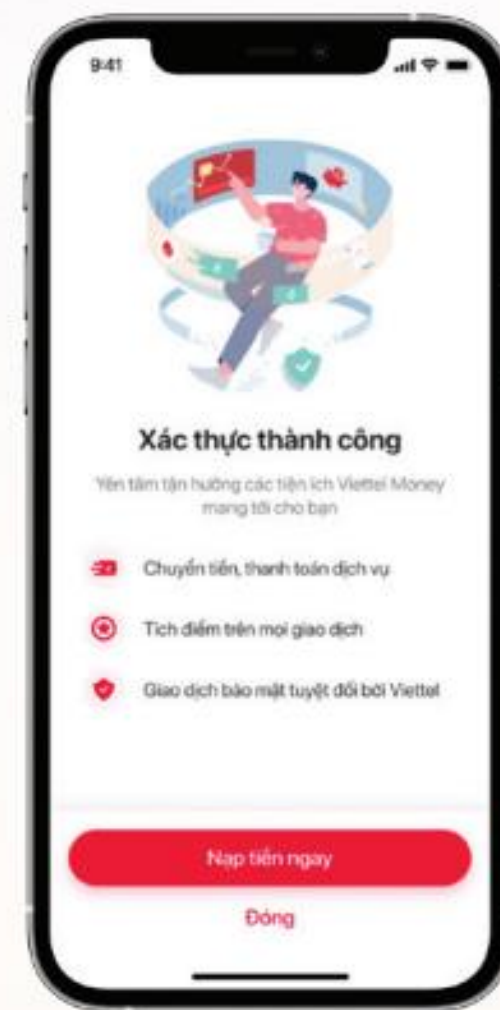 9:41
Xác thực thành công
Yên tâm tận hưởng các tiện ích Viettel Money
mang tới cho bạn
Chuyển tiền, thanh toán dịch vụ
Tích điểm trên mọi giao dịch
Giao dịch bảo mật tuyệt đối bởi Viettel
Nạp tiền ngay
Đóng